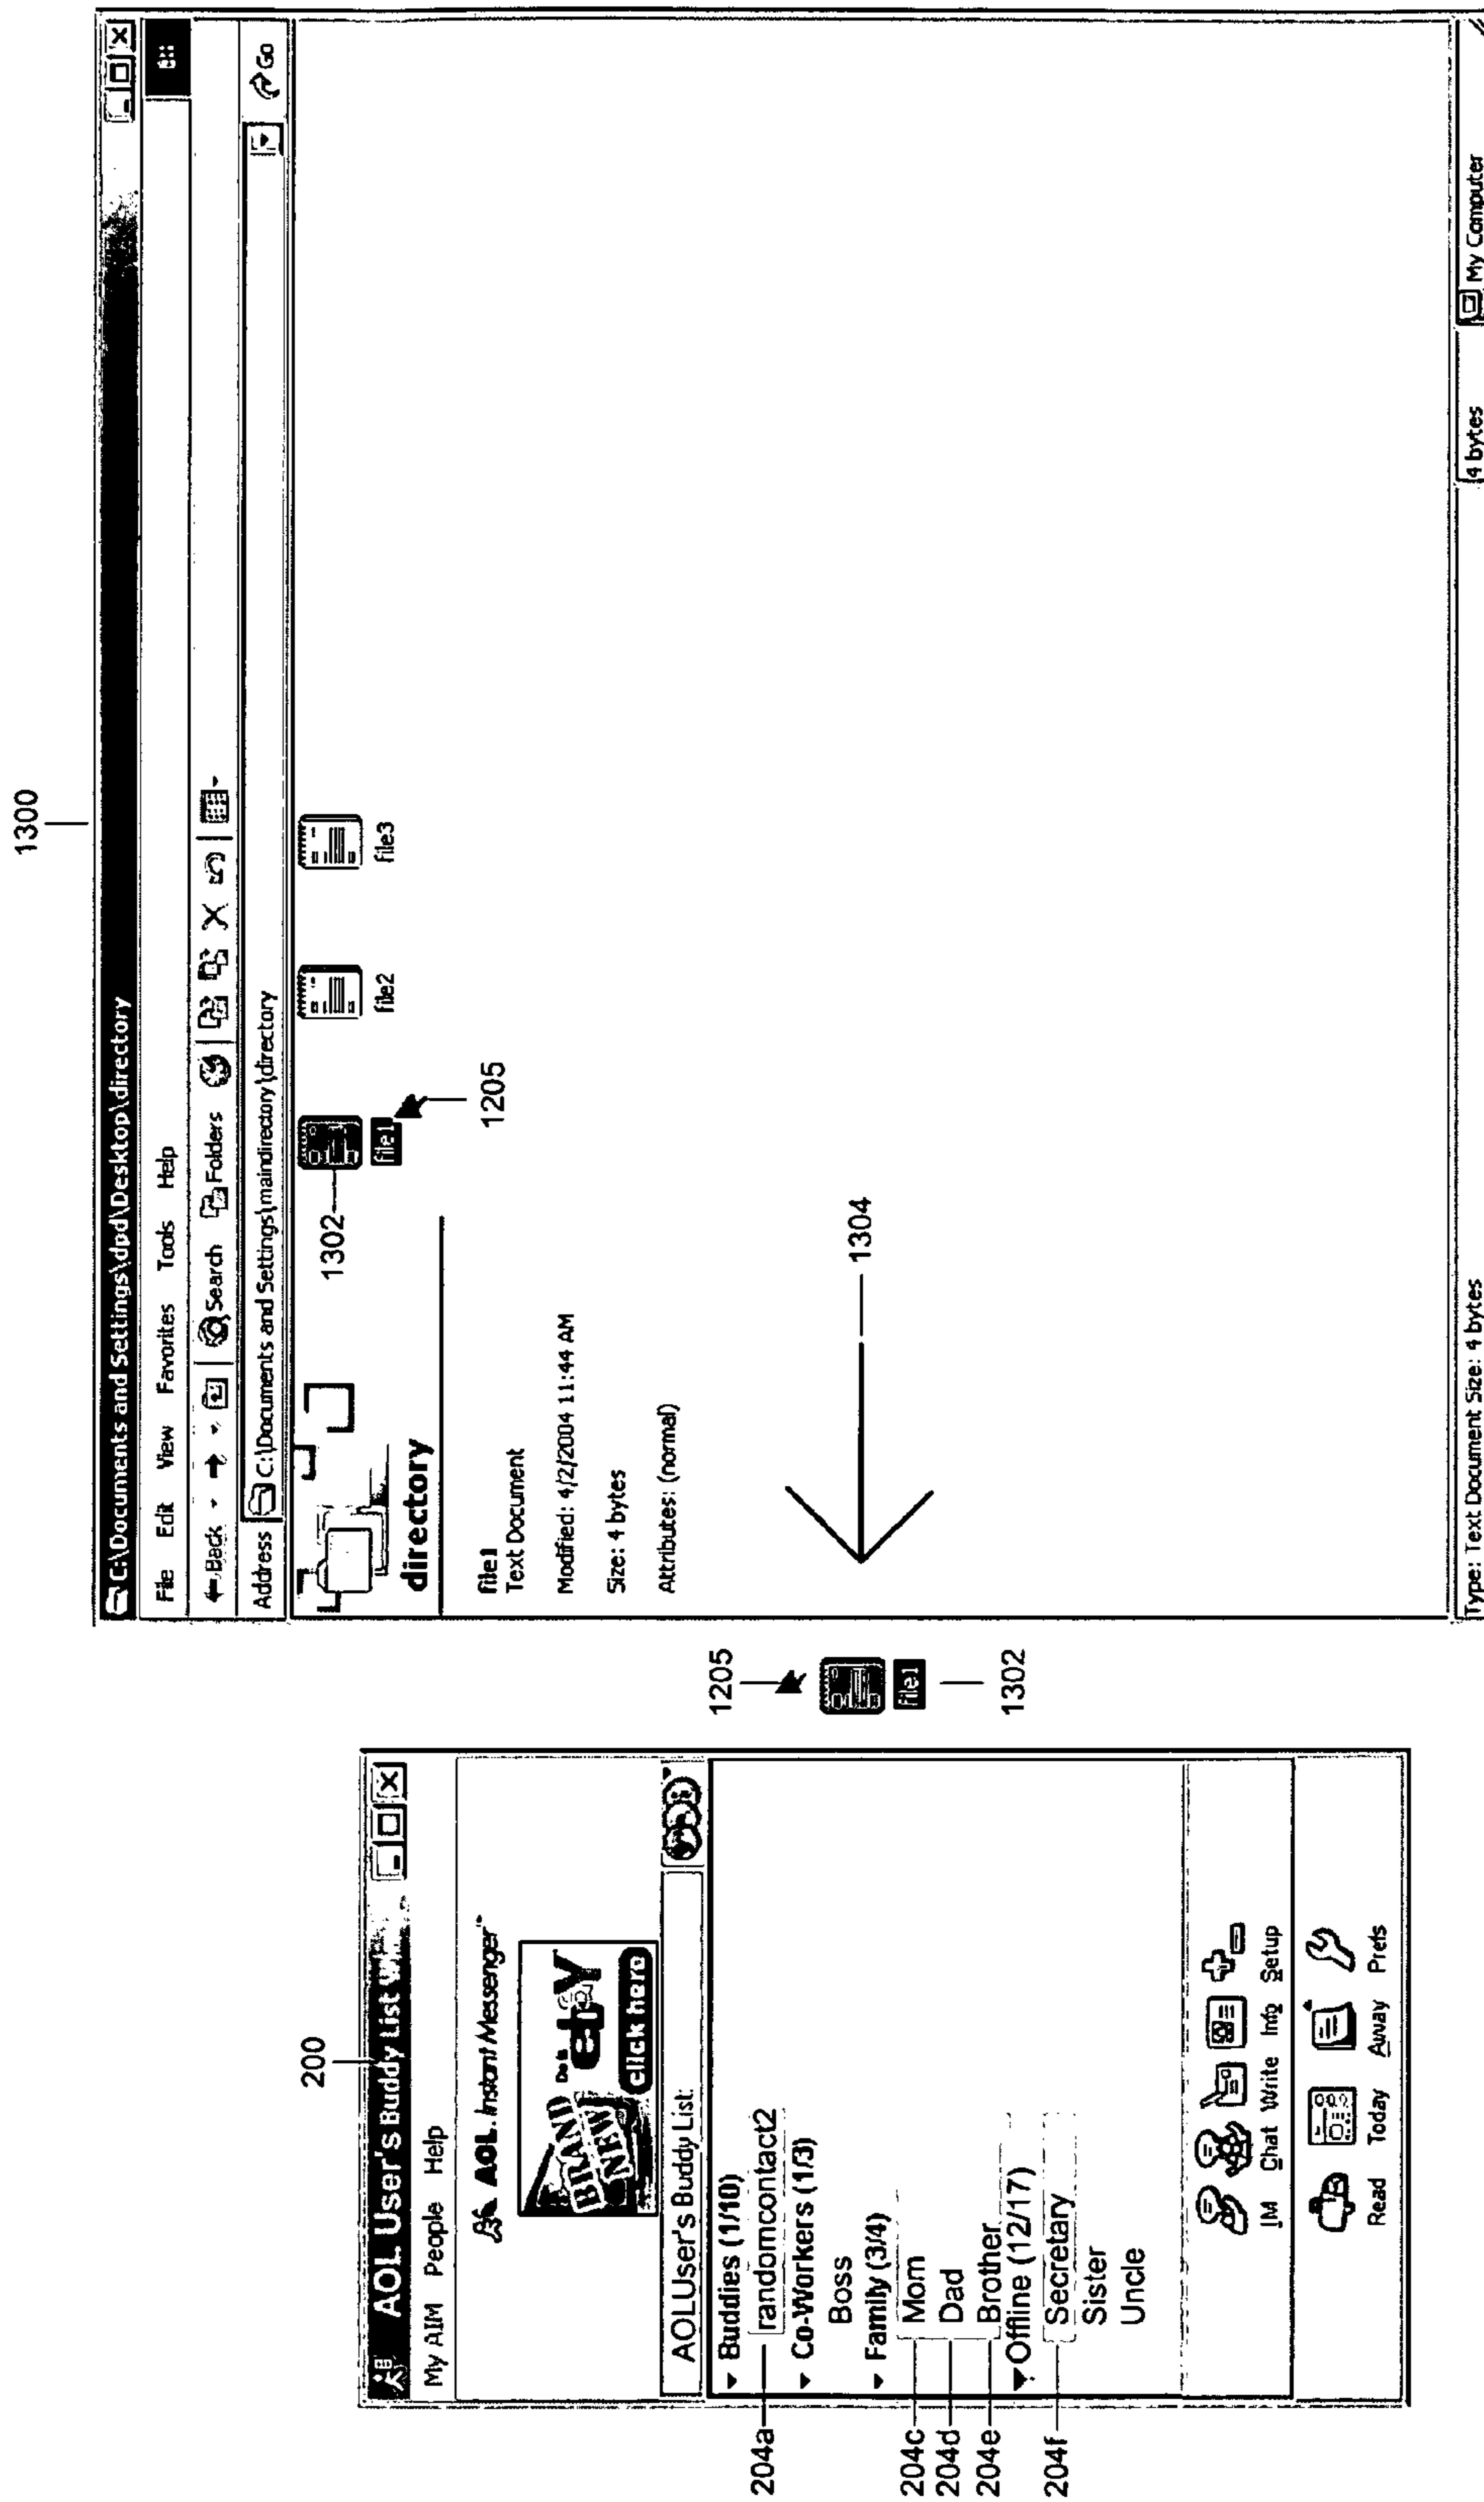 200
AOL User's Buddy List
My AIM People Help
AOL Instant Messenger™
BRAND NEW
click here
AOLUser's Buddy List:
Buddies (1/10)
204a
randomcontact2
Co-Workers (1/3)
Boss
Family (3/4)
204c
Mom
204d
Dad
204e
Brother
Offline (12/17)
204f
Secretary
Sister
Uncle
IM Chat Write Info Setup
Read Today Away Prefs
1205
file1
1302
1300
C:\Documents and Settings\dpd\Desktop\directory
File Edit View Favorites Tools Help
Back Search Folders
Address C:\Documents and Settings\maindirectory\directory Go
1302
file1
file2
file3
1205
directory
file1
Text Document
Modified: 4/2/2004 11:44 AM
Size: 4 bytes
Attributes: (normal)
1304
Type: Text Document Size: 4 bytes
4 bytes
My Computer